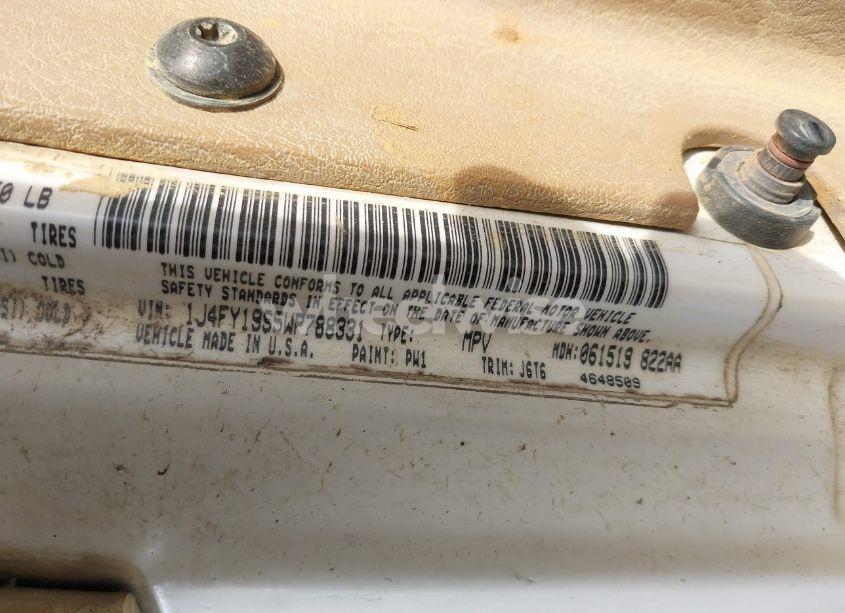 0 LB
TIRES
COLD
TIRES
COLD
THIS VEHICLE CONFORMS TO ALL APPLICABLE FEDERAL MOTOR VEHICLE
SAFETY STANDARDS IN EFFECT ON THE DATE OF MANUFACTURE SHOWN ABOVE.
VIN: 1J4FY19S5WP788331 TYPE: MPV MDH: 061519 822AA
VEHICLE MADE IN U.S.A. PAINT: PW1 TRIM: J6T6 4648509